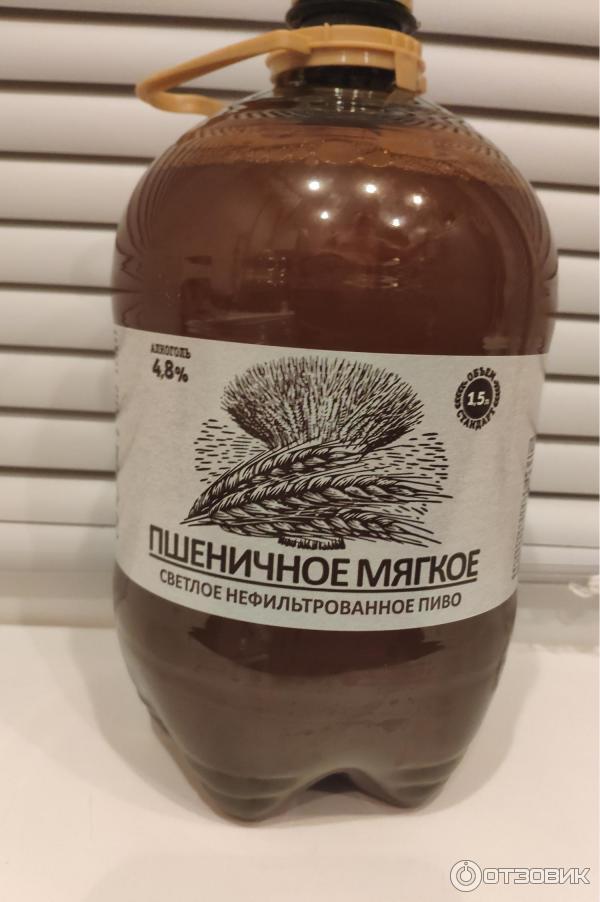 АЛКОГОЛЬ
4,8%
ОБЪЕМ
1,5л
СТАНДАРТ
ПШЕНИЧНОЕ МЯГКОЕ
СВЕТЛОЕ НЕФИЛЬТРОВАННОЕ ПИВО
ОТЗОВИК